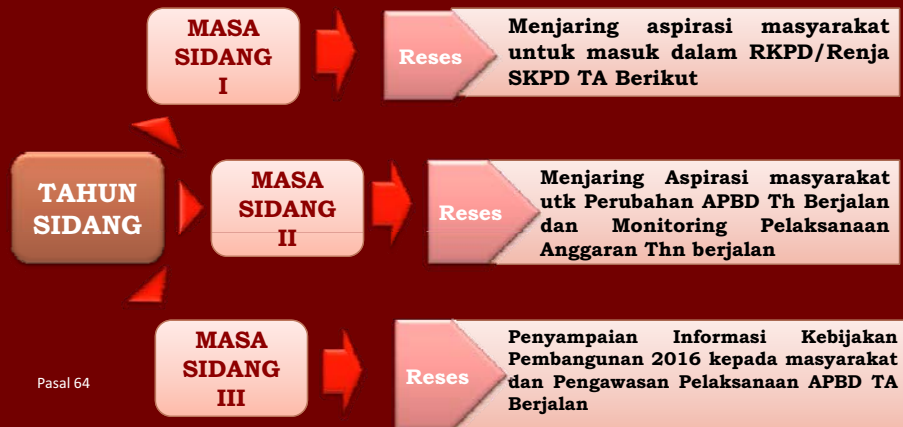 MASA
SIDANG
I
Reses
Menjaring aspirasi masyarakat
untuk masuk dalam RKPD/Renja
SKPD TA Berikut
TAHUN
SIDANG
MASA
SIDANG
II
Reses
Menjaring Aspirasi masyarakat
utk Perubahan APBD Th Berjalan
dan Monitoring Pelaksanaan
Anggaran Thn berjalan
Pasal 64
MASA
SIDANG
III
Reses
Penyampaian Informasi Kebijakan
Pembangunan 2016 kepada masyarakat
dan Pengawasan Pelaksanaan APBD TA
Berjalan